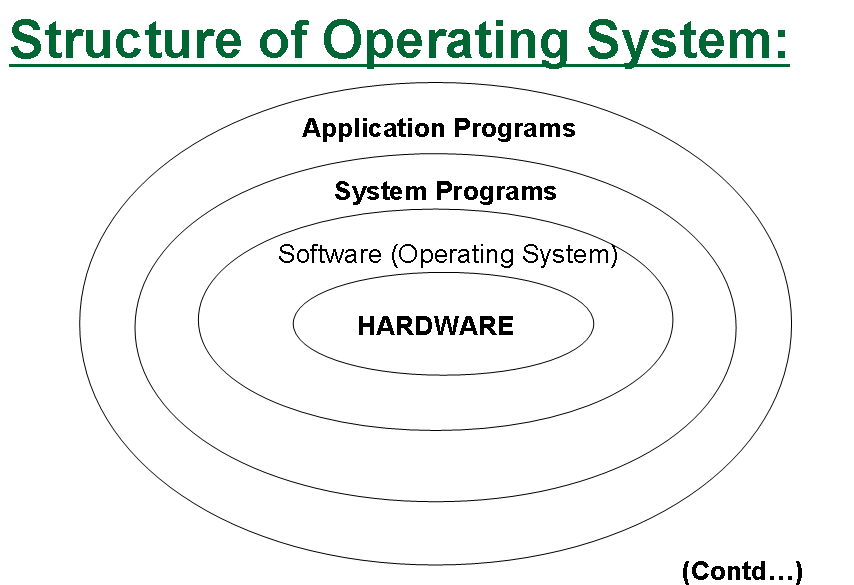 Structure of Operating System:
Application Programs
System Programs
Software (Operating System)
HARDWARE
(Contd…)